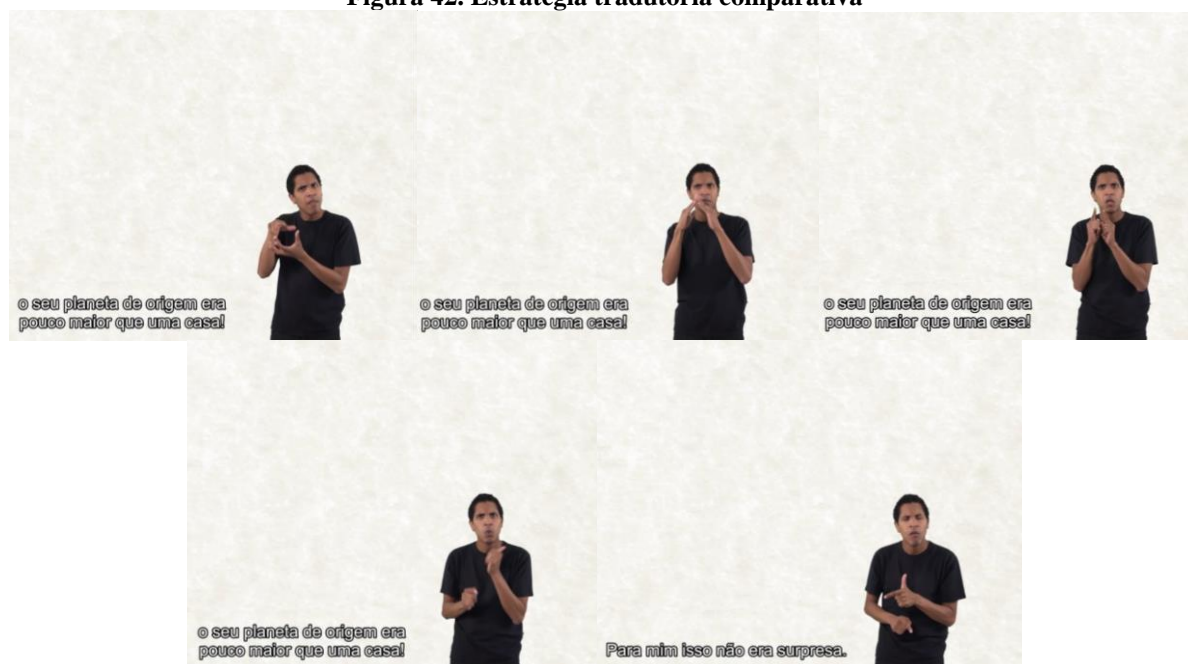 Figura 42. Estratégia tradutória comparativa
o seu planeta de origem era
pouco maior que uma casa!
o seu planeta de origem era
pouco maior que uma casa!
o seu planeta de origem era
pouco maior que uma casa!
o seu planeta de origem era
pouco maior que uma casa!
Para mim isso não era surpresa.